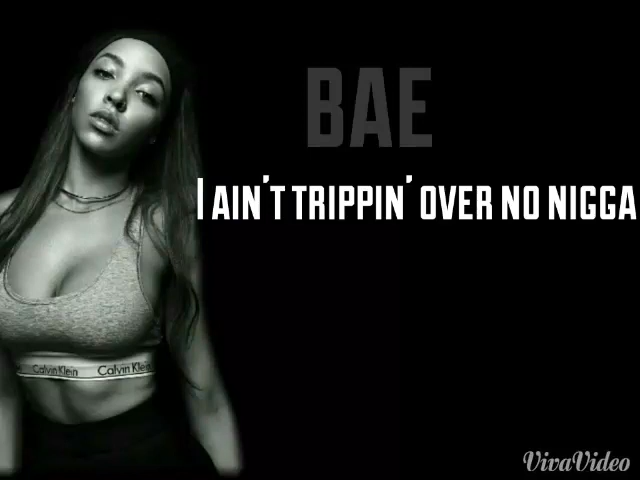 BAE
I AIN'T TRIPPIN' OVER NO NIGGA
Calvin Klein Calvin Klein
VivaVideo